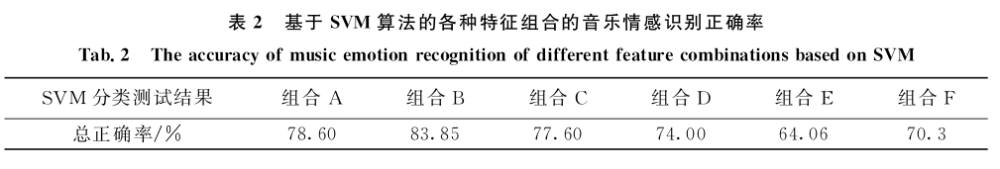 表 2 基于 SVM 算法的各种特征组合的音乐情感识别正确率
Tab. 2 The accuracy of music emotion recognition of different feature combinations based on SVM
SVM 分类测试结果 组合 A 组合 B 组合 C 组合 D 组合 E 组合 F
总正确率/% 78.60 83.85 77.60 74.00 64.06 70.3